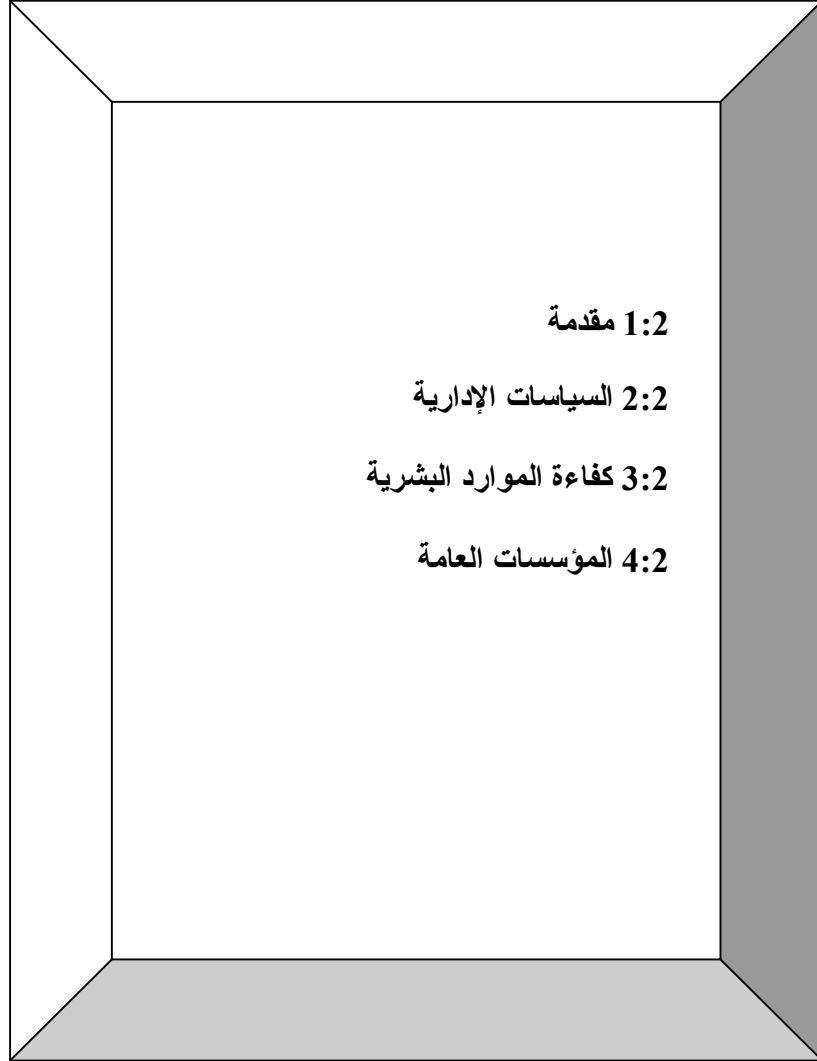 1:2 مقدمة
2:2 السياسات الإدارية
3:2 كفاءة الموارد البشرية
4:2 المؤسسات العامة